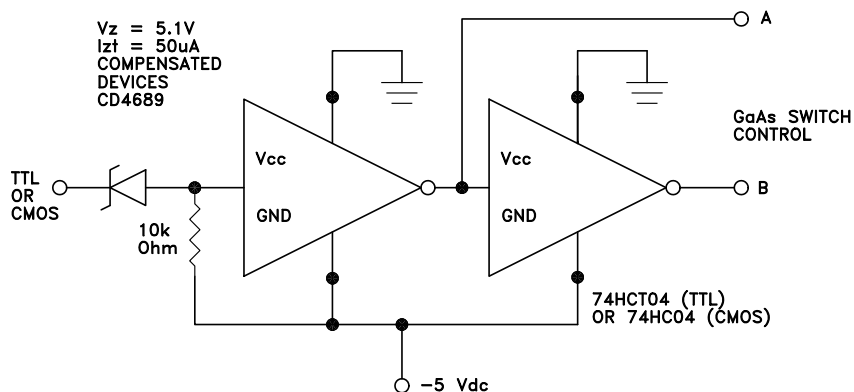 Vz = 5.1V
Izt = 50uA
COMPENSATED
DEVICES
CD4689
A
GaAs SWITCH
CONTROL
Vcc
Vcc
TTL
OR
CMOS
B
GND
GND
10k
Ohm
74HCT04 (TTL)
OR 74HC04 (CMOS)
-5 Vdc